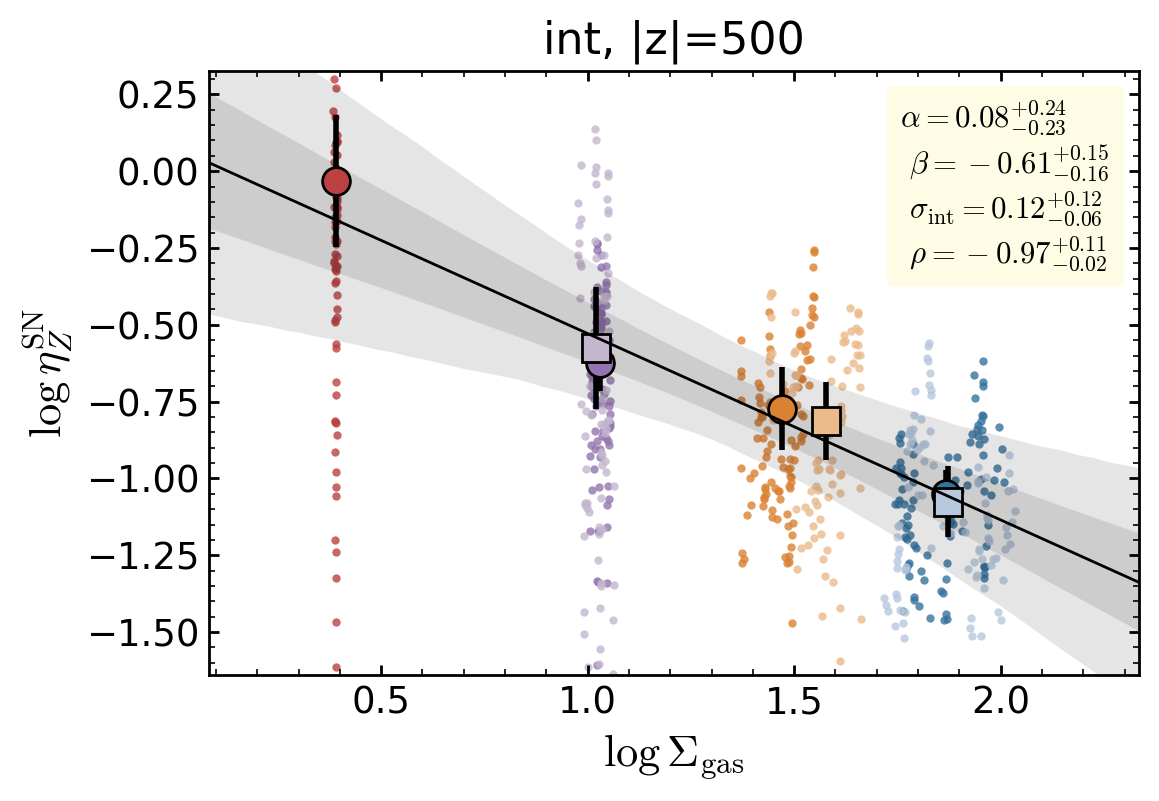 int, |z|=500
α = 0.08^{+0.24}_{−0.23}
β = −0.61^{+0.15}_{−0.16}
σ_int = 0.12^{+0.12}_{−0.06}
ρ = −0.97^{+0.11}_{−0.02}
log η_Z^SN
0.25
0.00
−0.25
−0.50
−0.75
−1.00
−1.25
−1.50
0.5 1.0 1.5 2.0
log Σ_gas